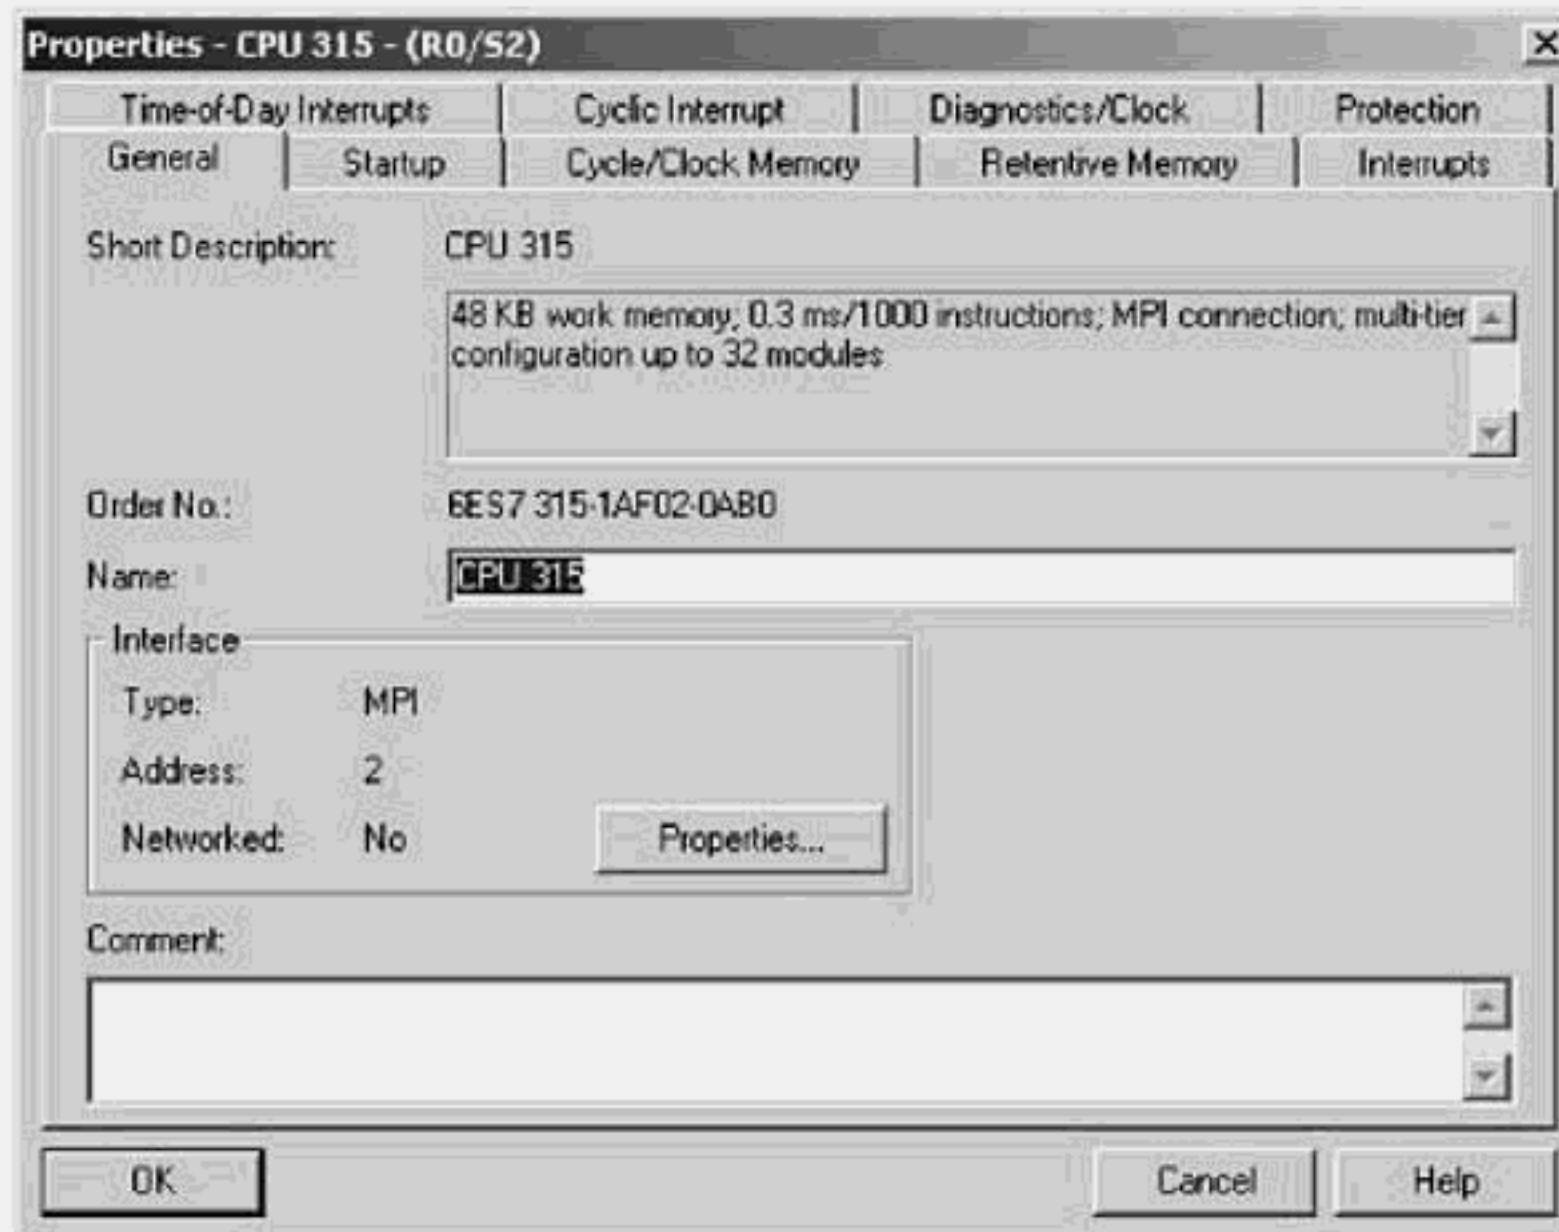 Properties - CPU 315 - (R0/S2)
Time-of-Day Interrupts Cyclic Interrupt Diagnostics/Clock Protection
General Startup Cycle/Clock Memory Retentive Memory Interrupts
Short Description: CPU 315
48 KB work memory; 0.3 ms/1000 instructions; MPI connection; multi-tier
configuration up to 32 modules
Order No.: 6ES7 315-1AF02-0AB0
Name: CPU 315
Interface
Type: MPI
Address: 2
Networked: No Properties...
Comment:
OK Cancel Help